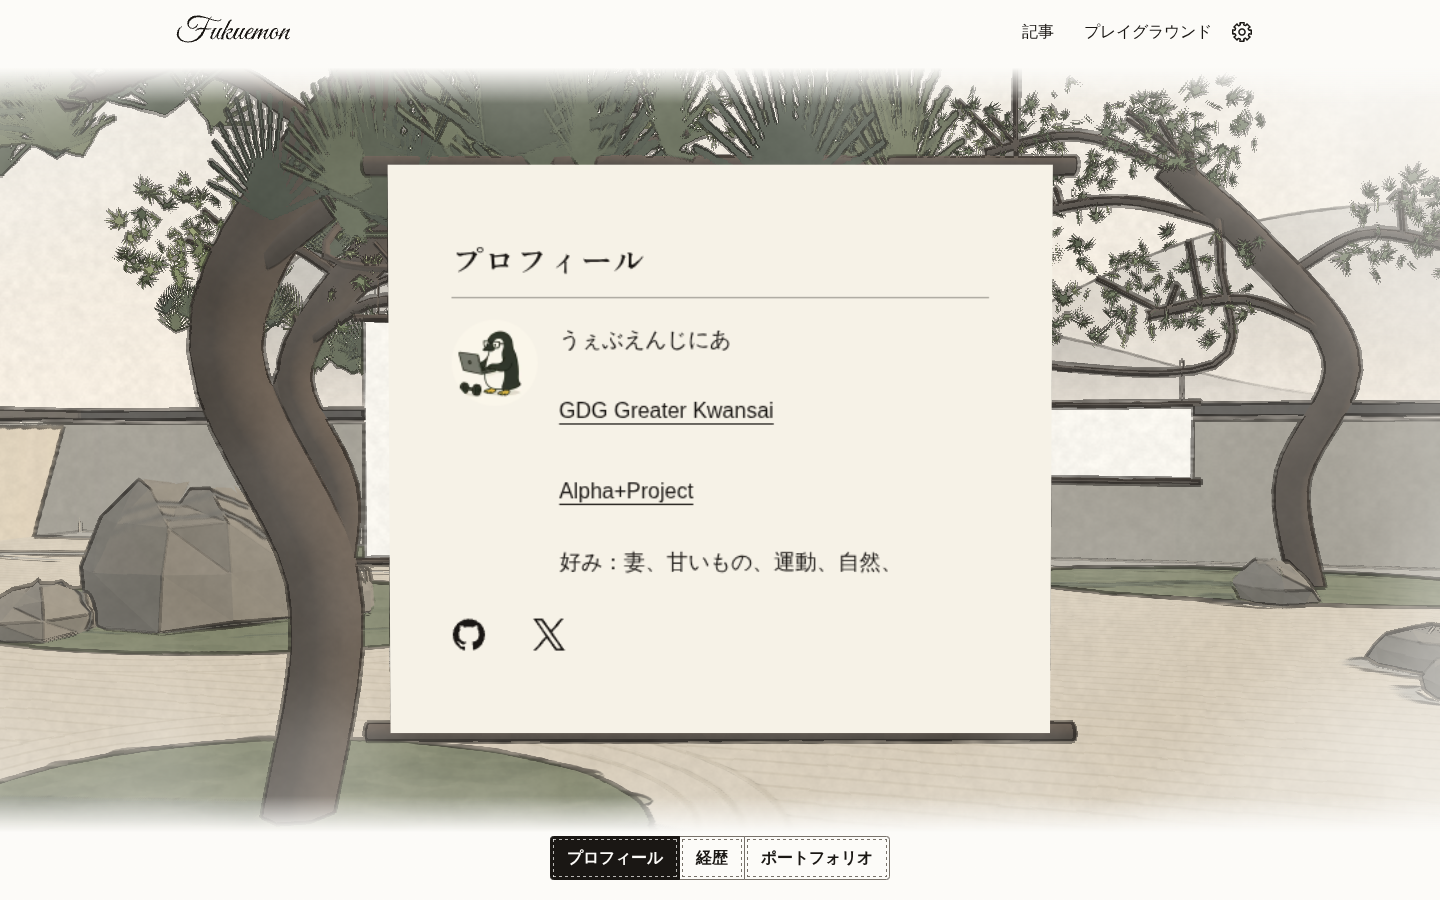 Fukuemon
記事 プレイグラウンド
プロフィール
うぇぶえんじにあ
GDG Greater Kwansai
Alpha+Project
好み：妻、甘いもの、運動、自然、
プロフィール 経歴 ポートフォリオ